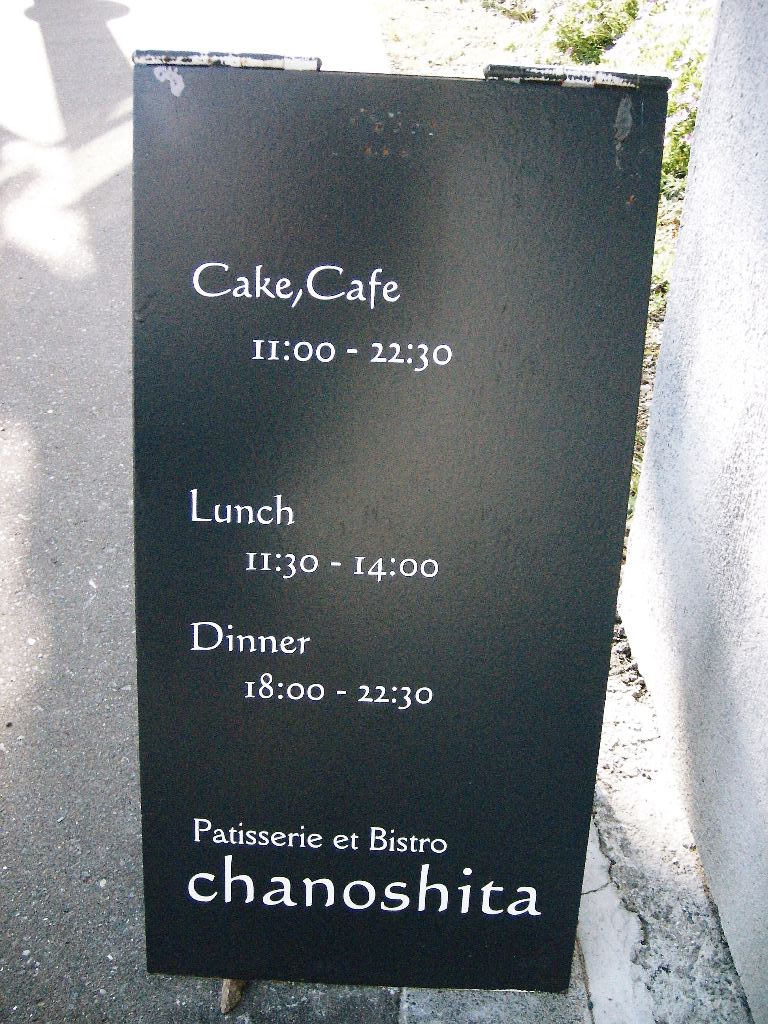 Cake,Cafe
11:00 - 22:30
Lunch
11:30 - 14:00
Dinner
18:00 - 22:30
Patisserie et Bistro
chanoshita